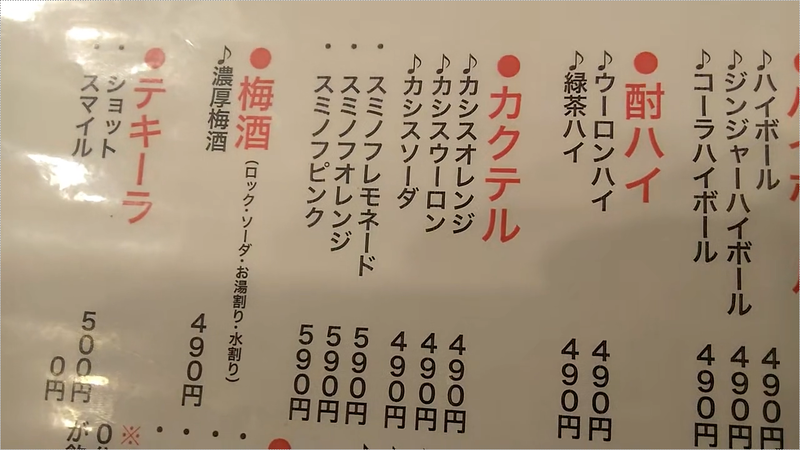 ハイボール
♪ハイボール 490円
♪ジンジャーハイボール 490円
♪コーラハイボール 490円
●酎ハイ
♪ウーロンハイ 490円
♪緑茶ハイ 490円
●カクテル
♪カシスオレンジ 490円
♪カシスウーロン 490円
♪カシスソーダ 490円
・スミノフレモネード 590円
・スミノフオレンジ 590円
・スミノフピンク 590円
●梅酒(ロック・ソーダ・お湯割り・水割り)
♪濃厚梅酒 490円
●テキーラ
・ショット 500円
・スマイル 0円
※